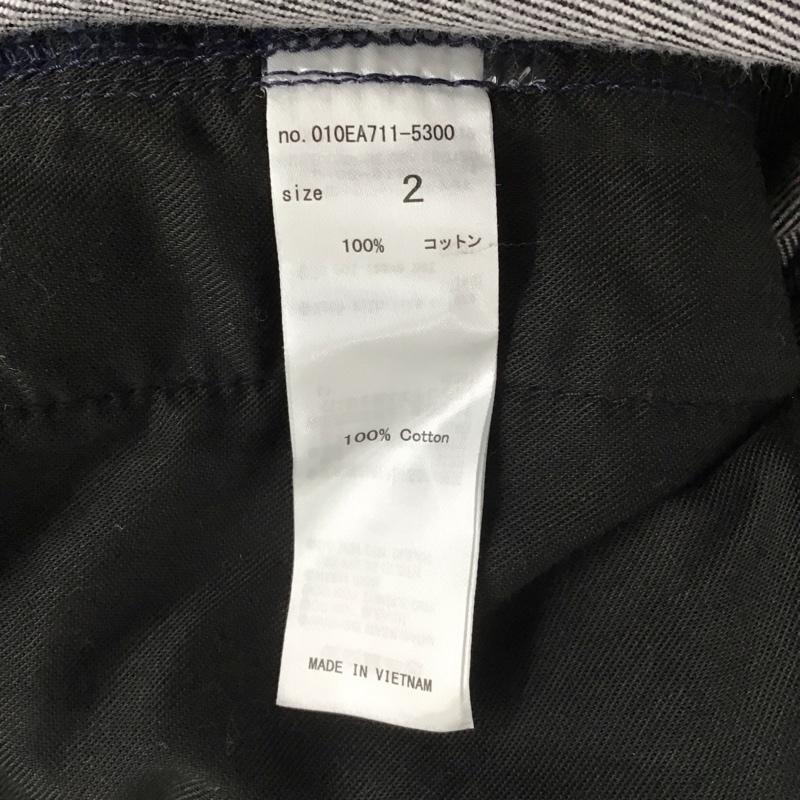 no. 010EA711-5300
size 2
100% コットン
100% Cotton
MADE IN VIETNAM